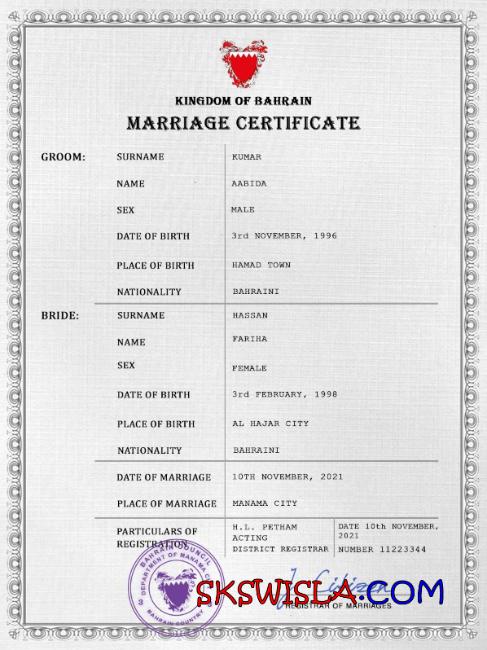 KINGDOM OF BAHRAIN
MARRIAGE CERTIFICATE
GROOM: SURNAME KUMAR
NAME AABIDA
SEX MALE
DATE OF BIRTH 3rd NOVEMBER, 1996
PLACE OF BIRTH HAMAD TOWN
NATIONALITY BAHRAINI
BRIDE: SURNAME HASSAN
NAME FARIHA
SEX FEMALE
DATE OF BIRTH 3rd FEBRUARY, 1998
PLACE OF BIRTH AL HAJAR CITY
NATIONALITY BAHRAINI
DATE OF MARRIAGE 10TH NOVEMBER, 2021
PLACE OF MARRIAGE MANAMA CITY
PARTICULARS OF REGISTRATION
H.L. PETHAM
ACTING
DISTRICT REGISTRAR
DATE 10th NOVEMBER,
2021
NUMBER 11223344
BAHRAIN COUNCIL
DEPARTMENT OF MANAMA
BAHRAIN COUNTRY
J Citizen
SKSWISLA.COM
REGISTRAR OF MARRIAGES